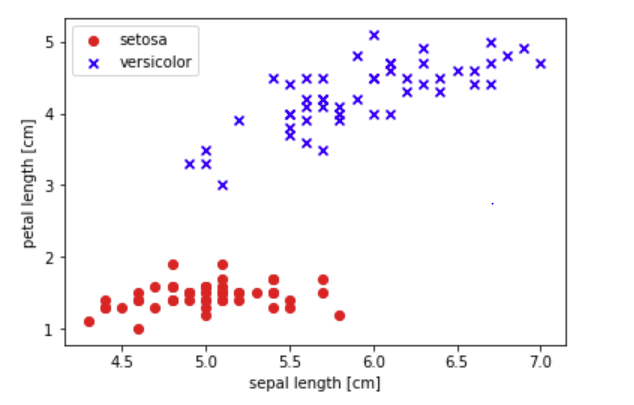 setosa
versicolor
petal length [cm]
5
4
3
2
1
4.5 5.0 5.5 6.0 6.5 7.0
sepal length [cm]